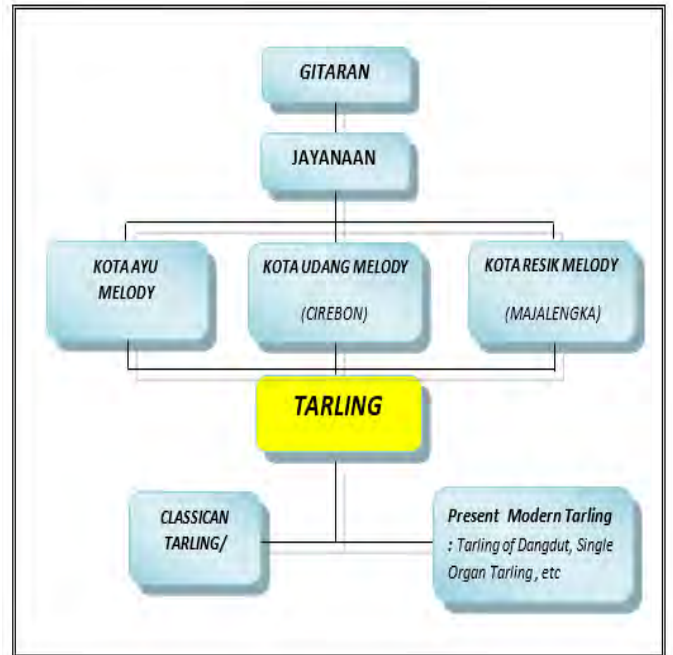 GITARAN
JAYANAAN
KOTA AYU
MELODY
KOTA UDANG MELODY
(CIREBON)
KOTA RESIK MELODY
(MAJALENGKA)
TARLING
CLASSICAN
TARLING/
Present Modern Tarling
: Tarling of Dangdut, Single
Organ Tarling , etc